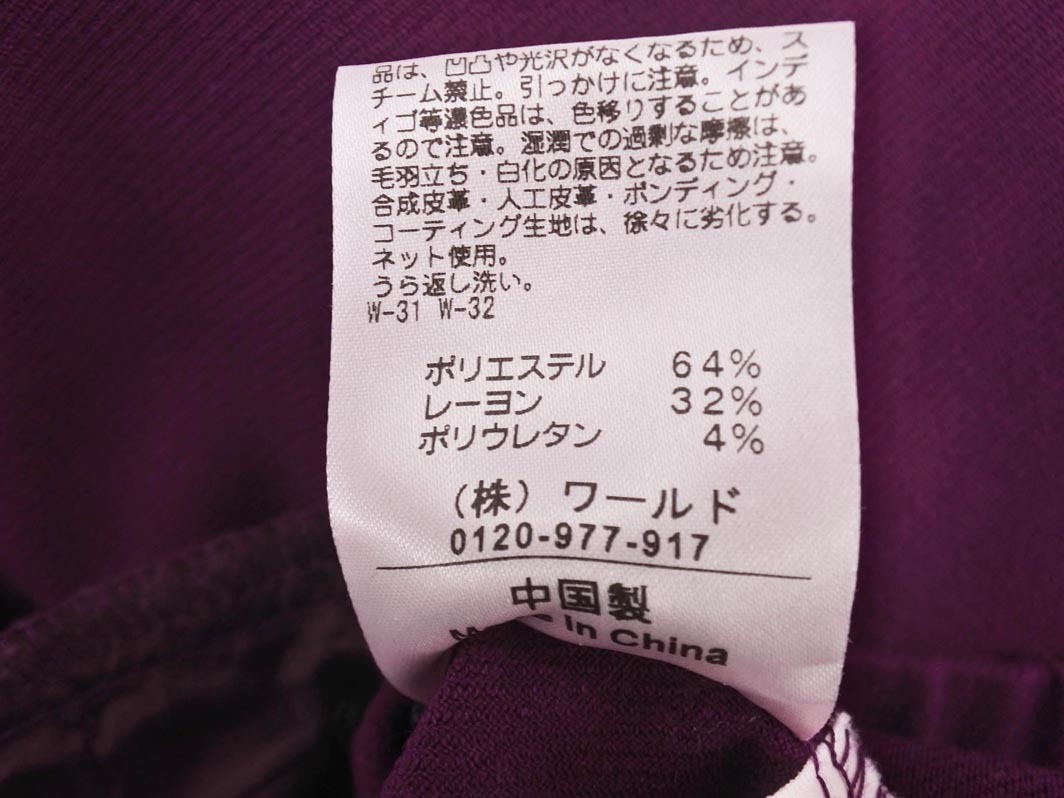 品は、凹凸や光沢がなくなるため、ス
チーム禁止。引っかけに注意。インデ
ィゴ等濃色品は、色移りすることがあ
るので注意。湿潤での過剰な摩擦は、
毛羽立ち・白化の原因となるため注意。
合成皮革・人工皮革・ボンディング・
コーティング生地は、徐々に劣化する。
ネット使用。
うら返し洗い。
W-31 W-32
ポリエステル 64%
レーヨン 32%
ポリウレタン 4%
(株) ワールド
0120-977-917
中国製
in China